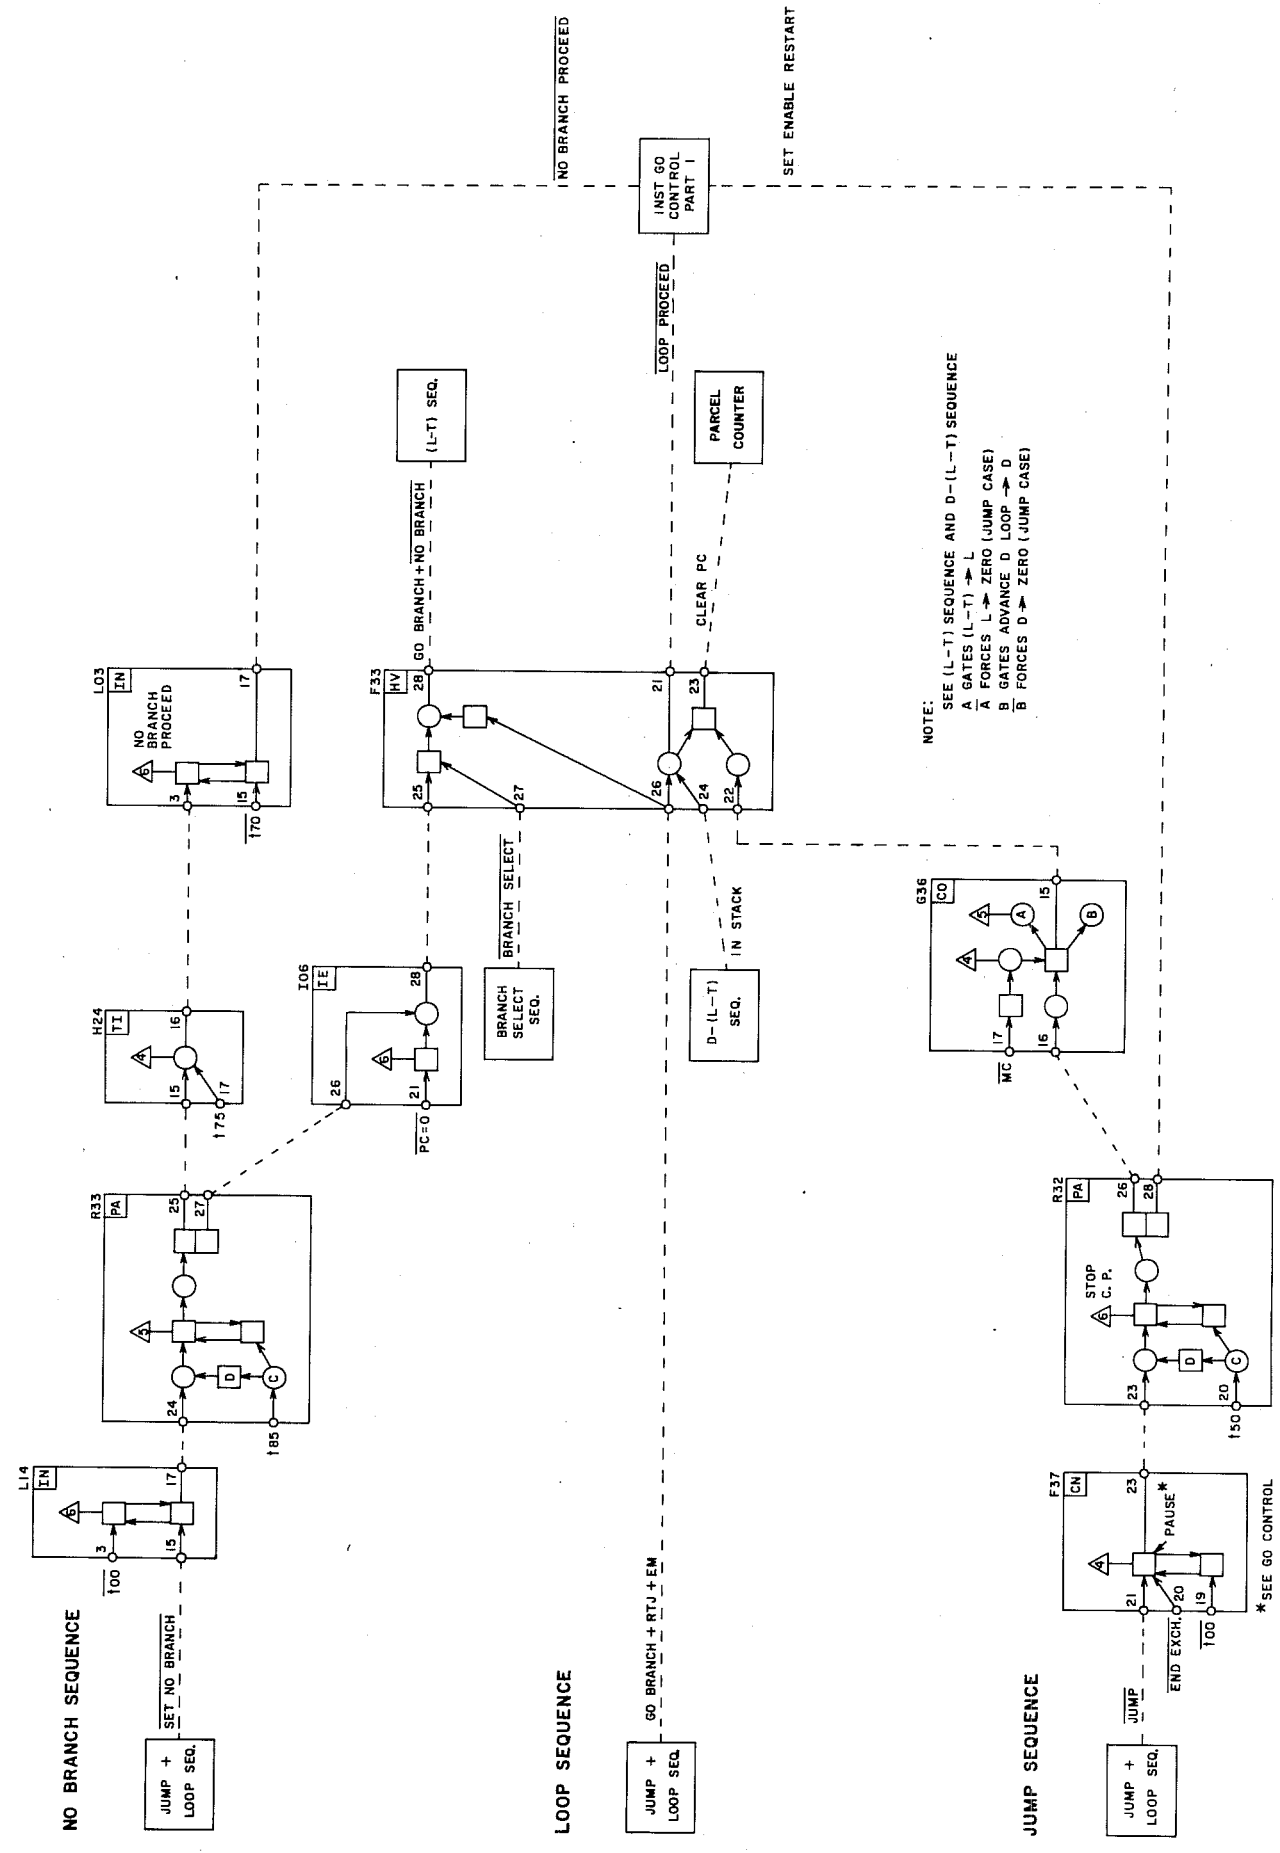 NO BRANCH SEQUENCE
JUMP +
LOOP SEQ.
SET NO BRANCH
L14
IN
6
3
t00
15
17
R33
PA
5
24
D
C
t85
25
27
H24
TI
4
15
17
t75
16
L03
IN
NO
BRANCH
PROCEED
6
3
15
t70
17
NO BRANCH PROCEED
I06
IE
26
6
21
PC=0
28
LOOP SEQUENCE
JUMP +
LOOP SEQ.
GO BRANCH + RTJ + EM
BRANCH
SELECT
SEQ.
BRANCH SELECT
D-(L-T)
SEQ.
IN STACK
F33
HV
25
27
26
24
22
28
21
23
GO BRANCH + NO BRANCH
(L-T) SEQ.
LOOP PROCEED
CLEAR PC
PARCEL
COUNTER
INST GO
CONTROL
PART 1
SET ENABLE RESTART
JUMP SEQUENCE
JUMP +
LOOP SEQ.
JUMP
F37
CN
4
21
20
END EXCH.
19
t00
23
PAUSE*
*SEE GO CONTROL
R32
PA
STOP
C.P.
6
23
D
C
20
t50
26
28
G36
CO
4
5
A
B
17
MC
16
15
NOTE:
SEE (L-T) SEQUENCE AND D-(L-T) SEQUENCE
A GATES (L-T) → L
A FORCES L → ZERO (JUMP CASE)
B GATES ADVANCE D LOOP → D
B FORCES D → ZERO (JUMP CASE)